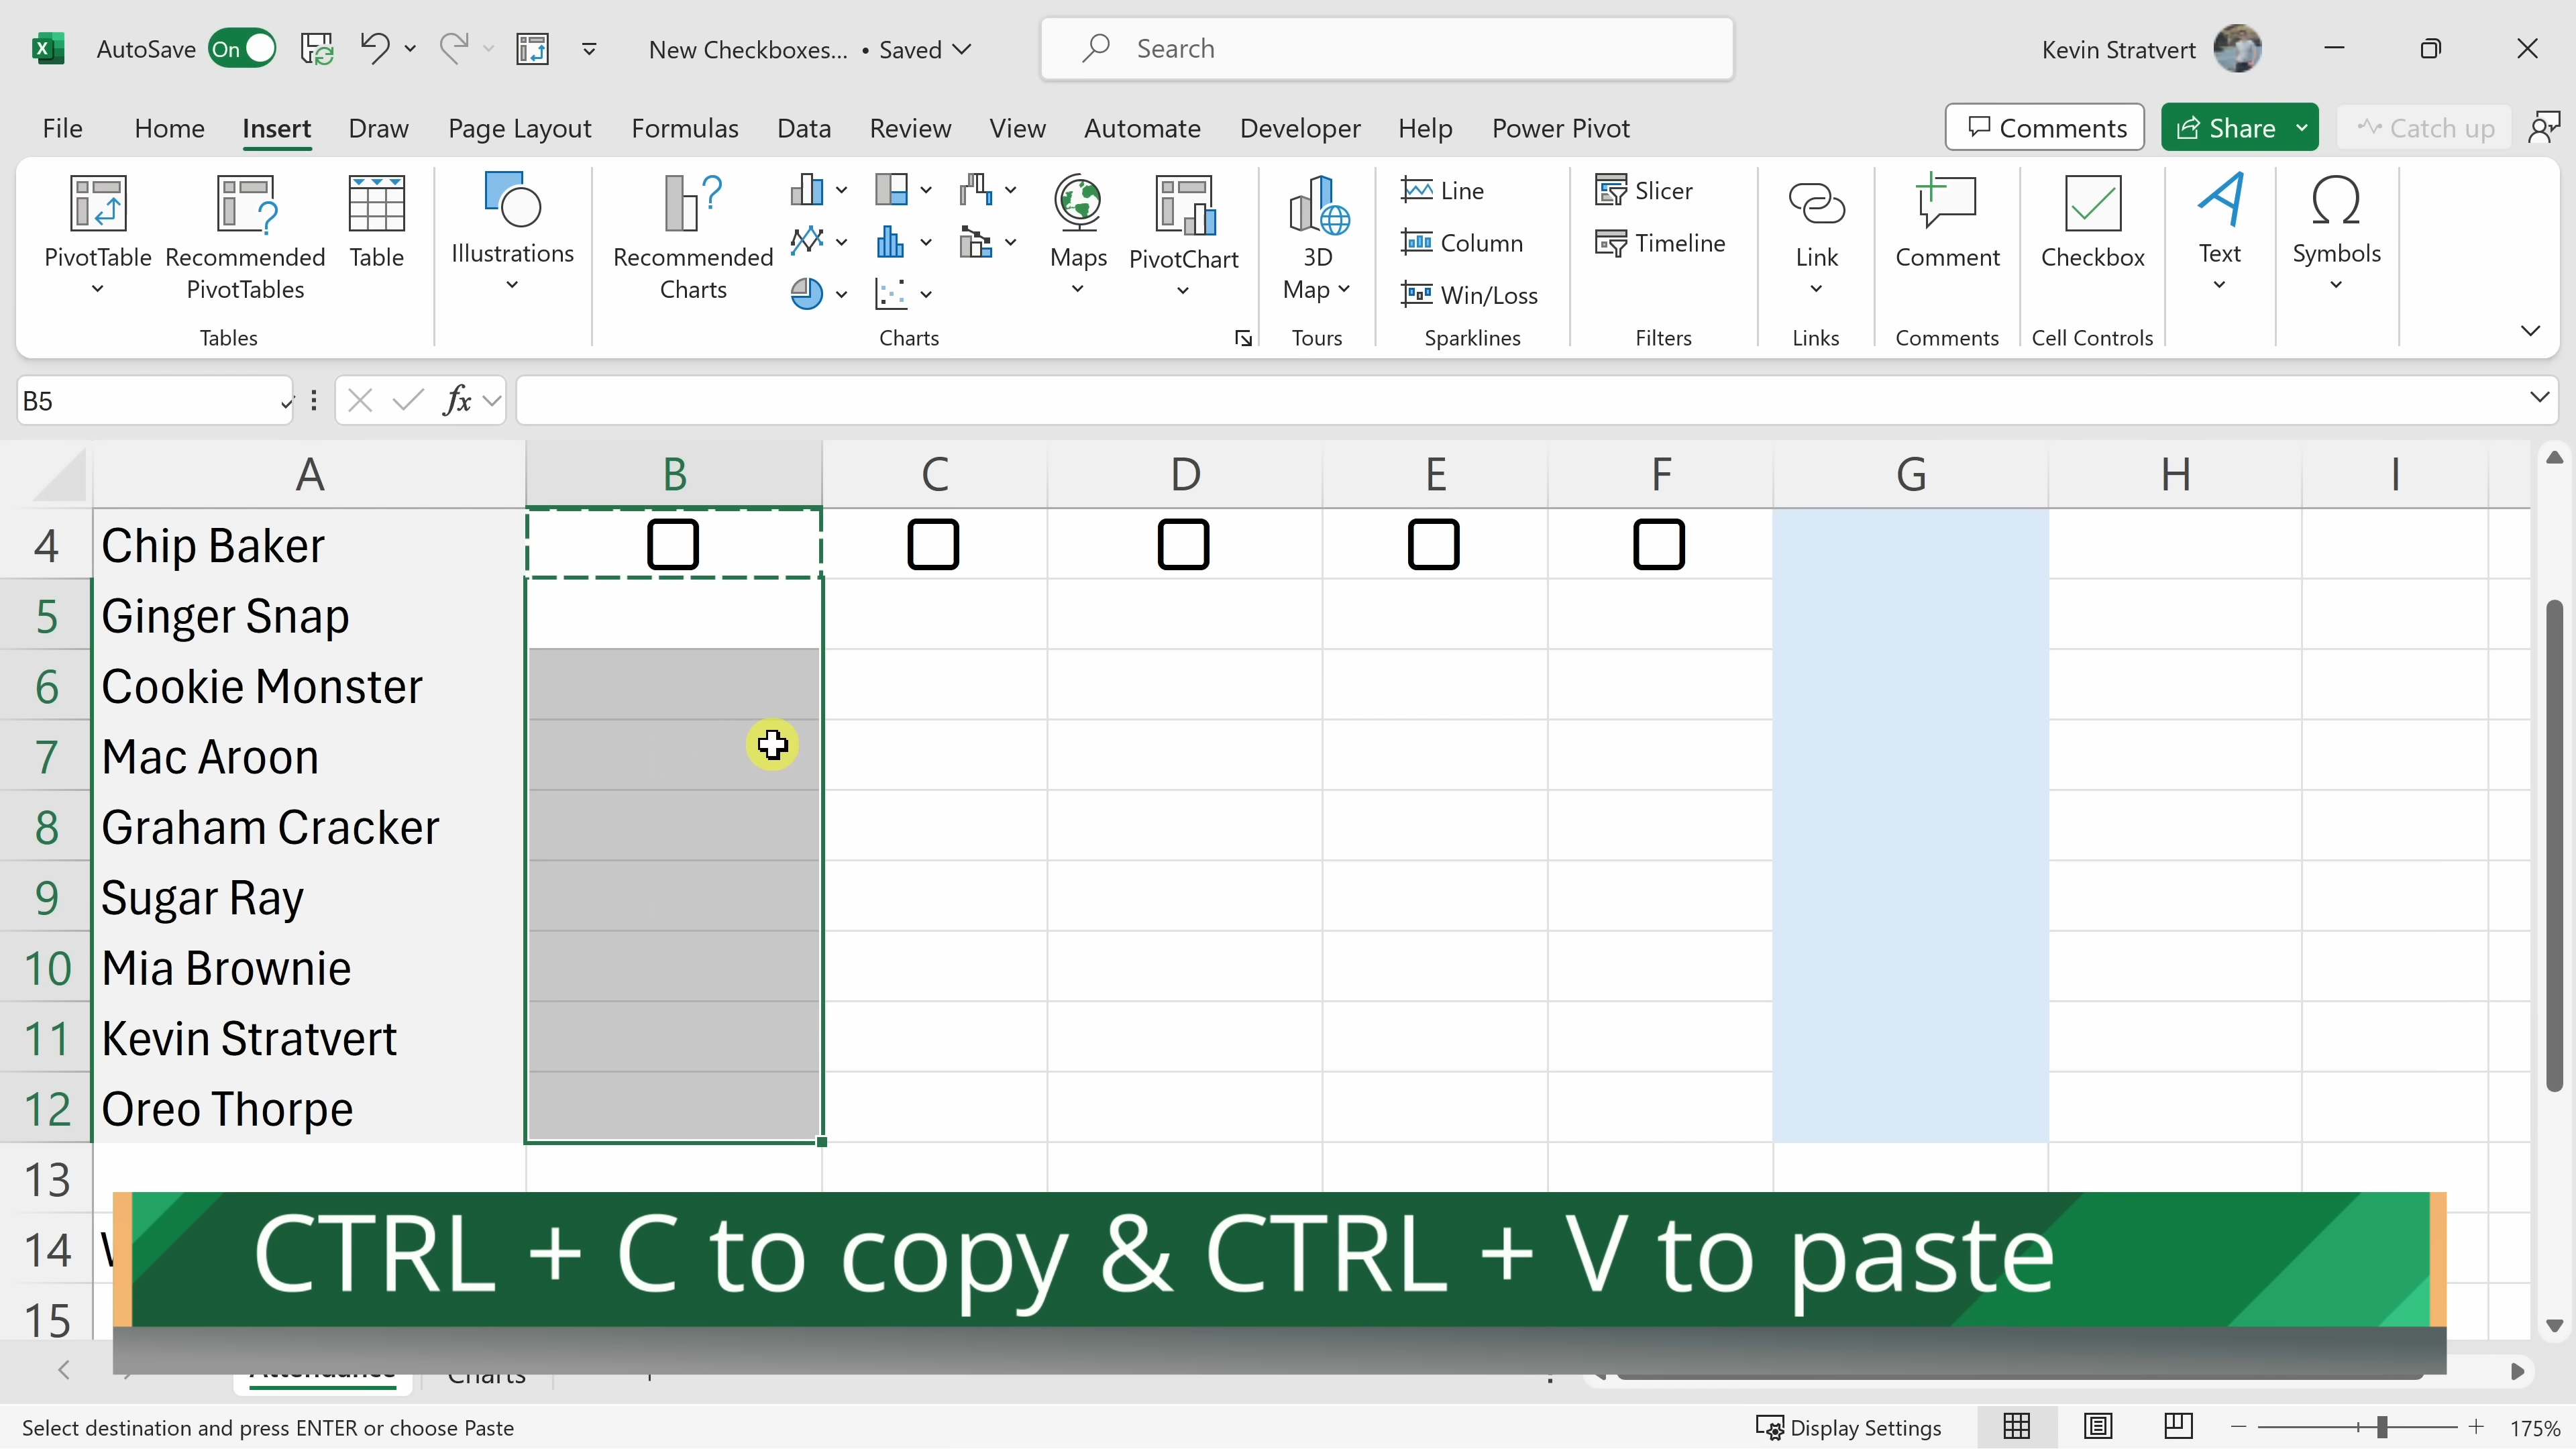 AutoSave On New Checkboxes... • Saved Search Kevin Stratvert
File Home Insert Draw Page Layout Formulas Data Review View Automate Developer Help Power Pivot Comments Share Catch up
PivotTable Recommended PivotTables Table Illustrations Recommended Charts Maps PivotChart 3D Map Line Column Win/Loss Slicer Timeline Link Comment Checkbox Text Symbols
Tables Charts Tours Sparklines Filters Links Comments Cell Controls
B5 fx
A B C D E F G H I
4 Chip Baker
5 Ginger Snap
6 Cookie Monster
7 Mac Aroon
8 Graham Cracker
9 Sugar Ray
10 Mia Brownie
11 Kevin Stratvert
12 Oreo Thorpe
13
14
15
CTRL + C to copy & CTRL + V to paste
Attendance Charts
Select destination and press ENTER or choose Paste Display Settings 175%